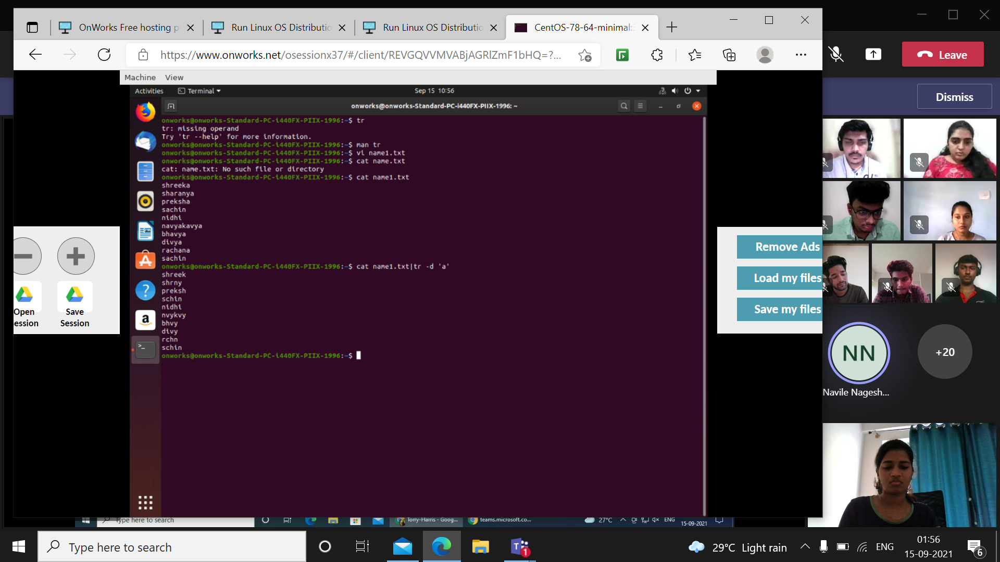 OnWorks Free hosting p
Run Linux OS Distributio
Run Linux OS Distributio
CentOS-78-64-minimal:
https://www.onworks.net/osessionx37/#/client/REVGQVVMVABjAGRlZmF1bHQ=?...
Leave
Machine View
Dismiss
Activities
Terminal
Sep 15 10:56
onworks@onworks-Standard-PC-i440FX-PIIX-1996: ~
onworks@onworks-Standard-PC-i440FX-PIIX-1996:~$ tr
tr: missing operand
Try 'tr --help' for more information.
onworks@onworks-Standard-PC-i440FX-PIIX-1996:~$ man tr
onworks@onworks-Standard-PC-i440FX-PIIX-1996:~$ vi name1.txt
onworks@onworks-Standard-PC-i440FX-PIIX-1996:~$ cat name.txt
cat: name.txt: No such file or directory
onworks@onworks-Standard-PC-i440FX-PIIX-1996:~$ cat name1.txt
shreeka
sharanya
preksha
sachin
nidhi
navyakavya
bhavya
divya
rachana
sachin
onworks@onworks-Standard-PC-i440FX-PIIX-1996:~$ cat name1.txt|tr -d 'a'
shreek
shrny
preksh
schin
nidhi
nvykvy
bhvy
divy
rchn
schin
onworks@onworks-Standard-PC-i440FX-PIIX-1996:~$
Open
ession
Save
Session
Remove Ads
Load my files
Save my files
NN
+20
Navile Nagesh...
Type here to search
Torry-Harris - Goog...
teams.microsoft.co...
27°C
ENG
15-09-2021
Type here to search
29°C Light rain
ENG
01:56
15-09-2021
6
1